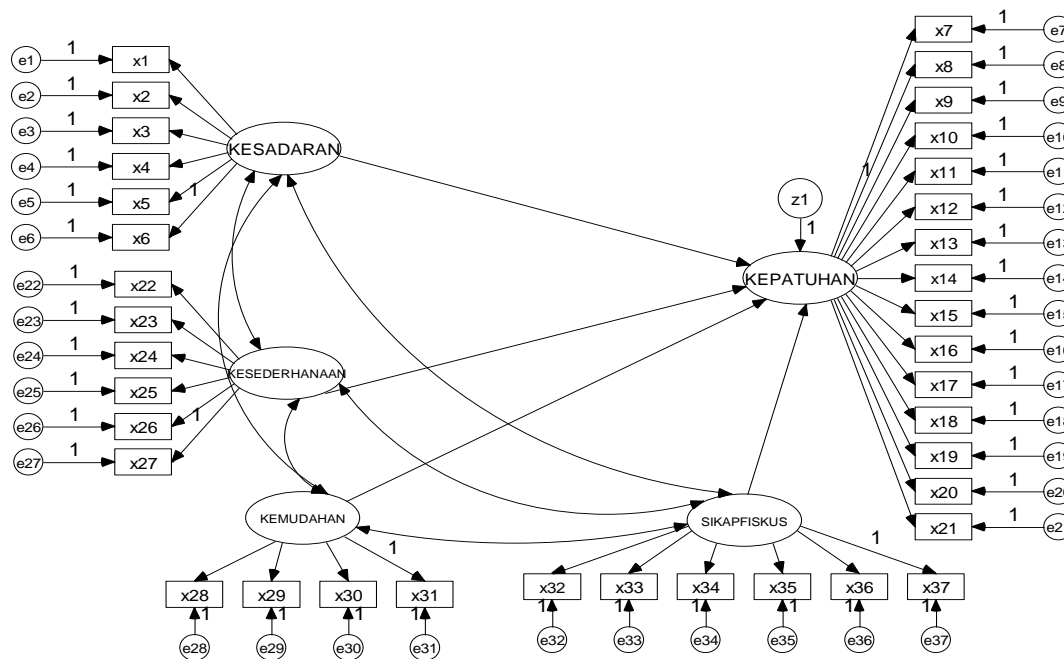 e1 1 x1
e2 1 x2
e3 1 x3
e4 1 x4
e5 1 x5
e6 1 x6
1
KESADARAN
e22 1 x22
e23 1 x23
e24 1 x24
e25 1 x25
e26 1 x26
e27 1 x27
1
KESEDERHANAAN
z1
1
KEPATUHAN
1
x7 1 e7
x8 1 e8
x9 1 e9
x10 1
x11 1
x12 1
x13 1
x14 1
x15 1
x16 1
x17 1
x18 1
x19 1
x20 1
x21 1
KEMUDAHAN
1
x28 x29 x30 x31
1 1 1 1
e28 e29 e30 e31
SIKAPFISKUS
1
x32 x33 x34 x35 x36 x37
1 1 1 1 1 1
e32 e33 e34 e35 e36 e37